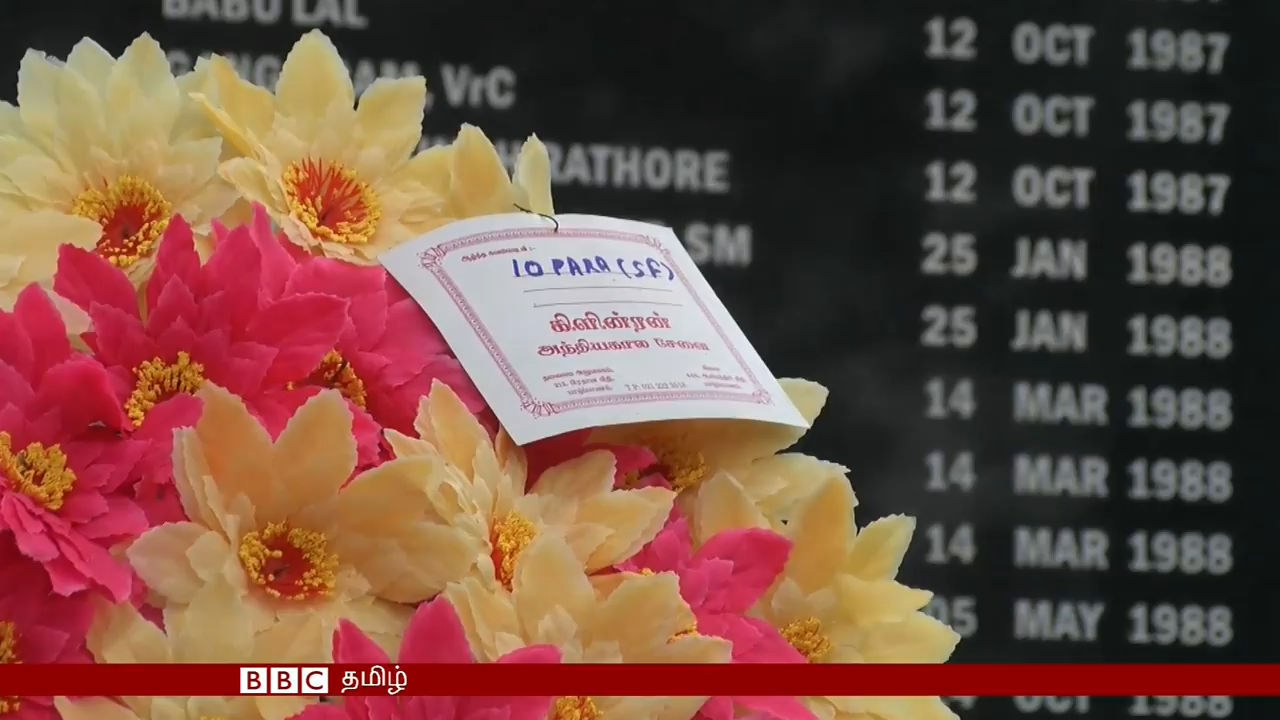 BABU LAL
12 OCT 1987
VrC 12 OCT 1987
RATHORE 12 OCT 1987
SM 25 JAN 1988
25 JAN 1988
14 MAR 1988
14 MAR 1988
14 MAR 1988
05 MAY 1988
10 PARA (SF)
கிளின்ரன்
அந்தியகால சேவை
BBC தமிழ்